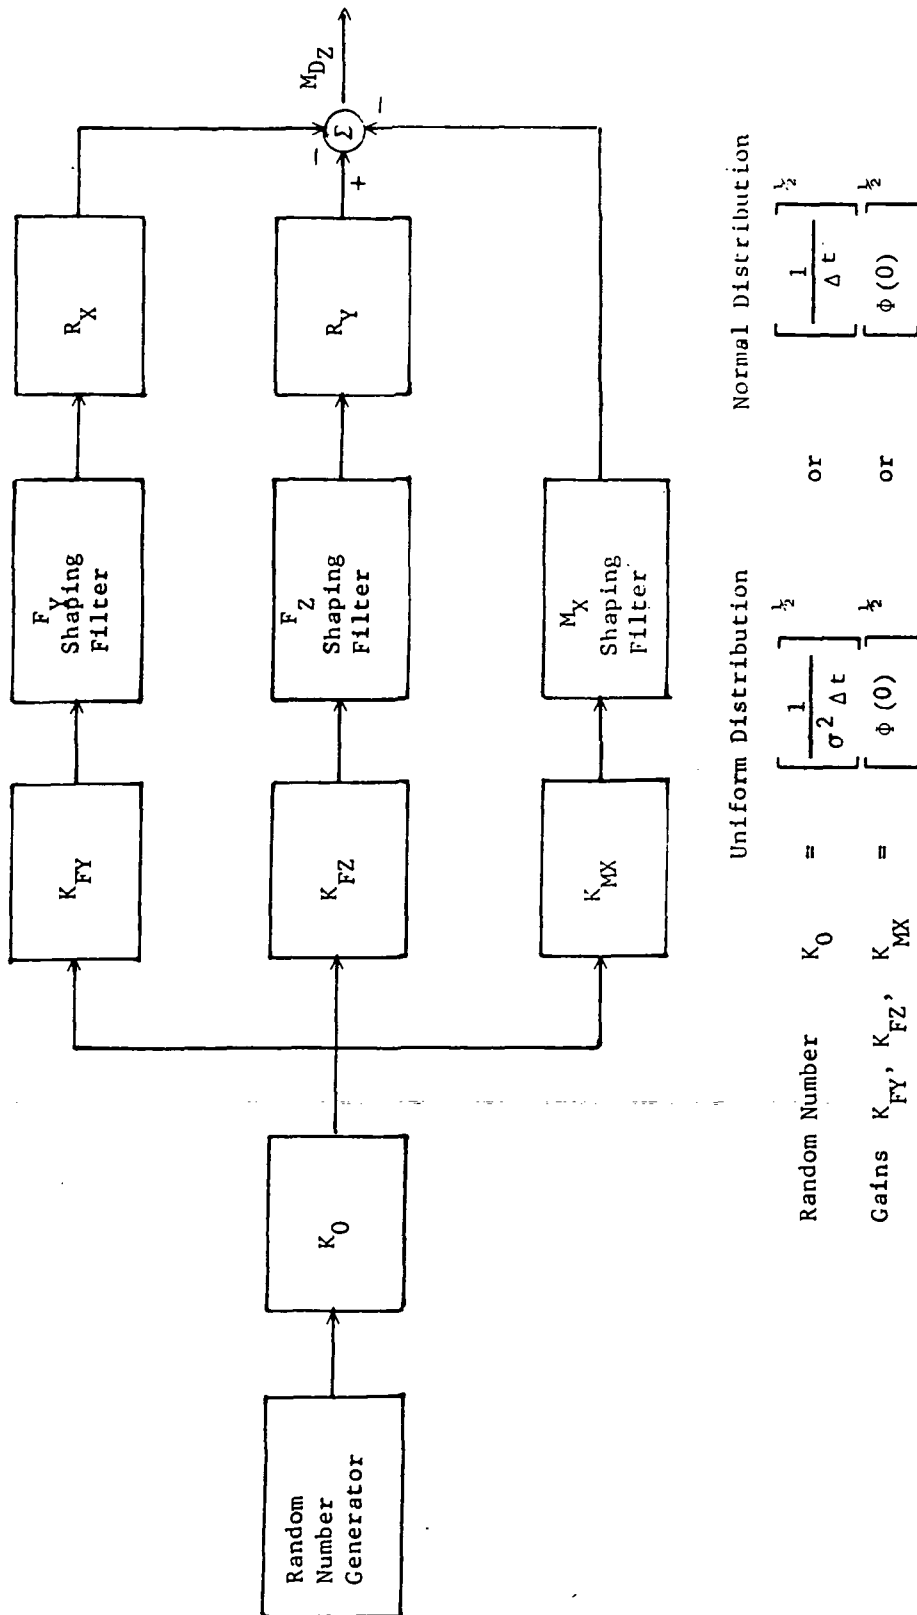 Random
Number
Generator
K0
KFY
FY
Shaping
Filter
RX
KFZ
FZ
Shaping
Filter
RY
KMX
MX
Shaping
Filter
−
+
−
Σ
MDZ
Uniform Distribution Normal Distribution
Random Number K0 = [1/σ² Δt]½ or [1/Δt]½
Gains KFY, KFZ, KMX = [Φ(0)]½ or [Φ(0)]½